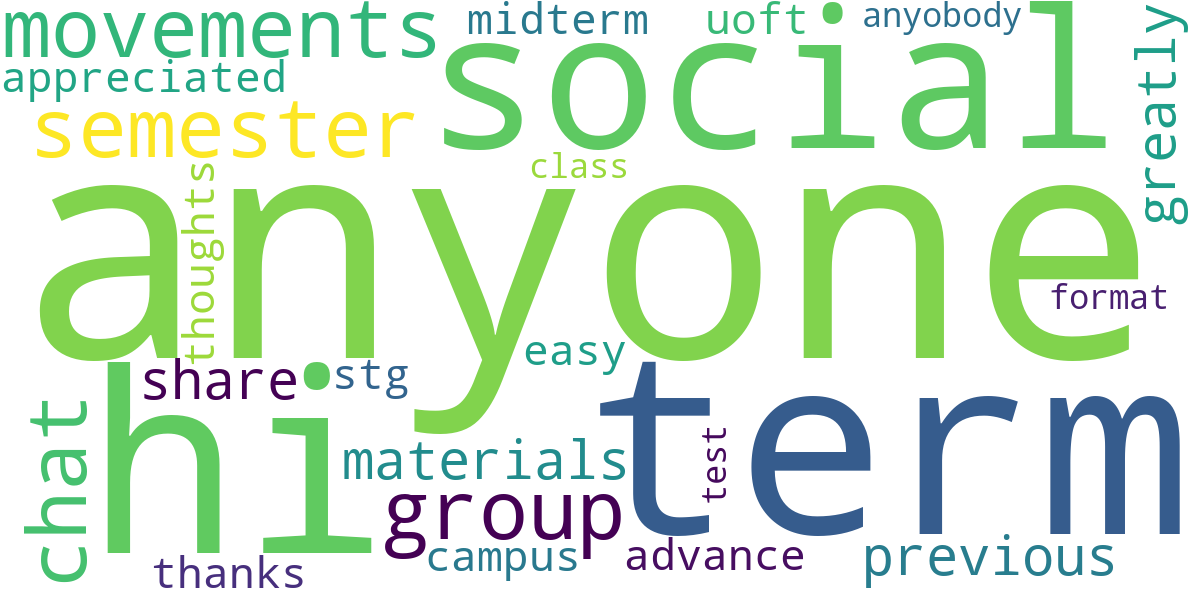 movements
midterm
uoft
anyobody
social
greatly
appreciated
semester
class
anyone
thoughts
format
easy
share
stg
hi
term
chat
materials
test
group
campus
advance
previous
thanks